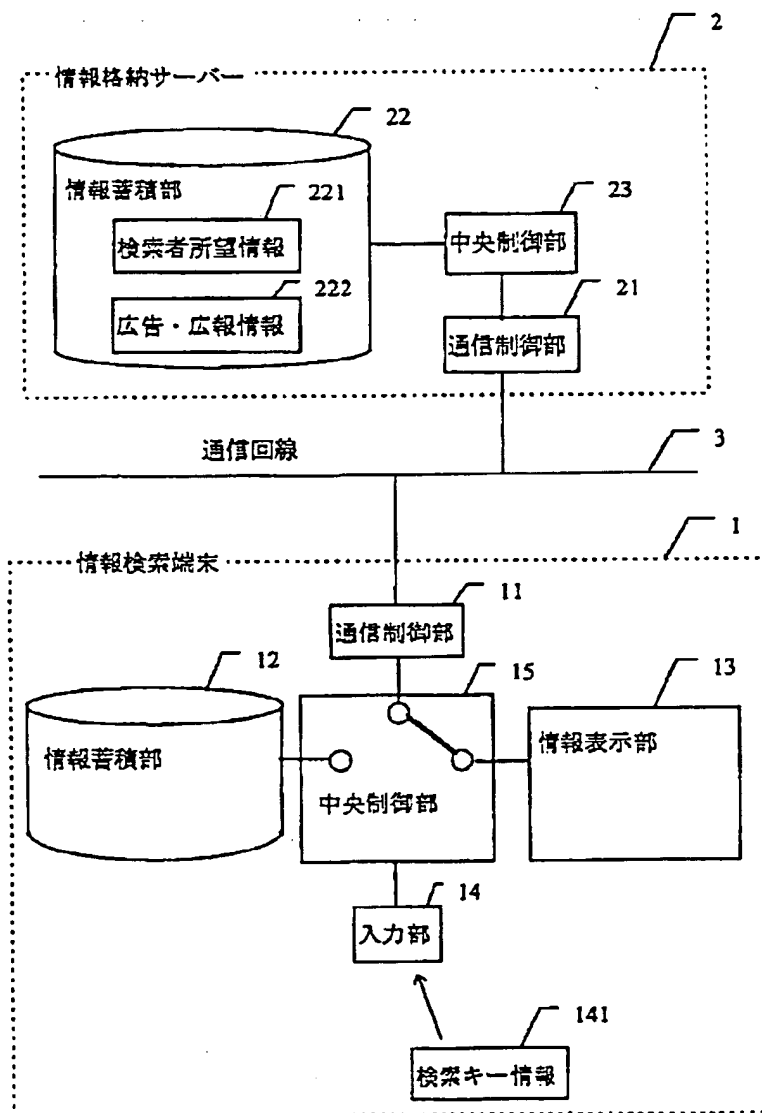 2
情報格納サーバー
22
情報蓄積部
221
検索者所望情報
222
広告・広報情報
23
中央制御部
21
通信制御部
通信回線
3
1
情報検索端末
11
通信制御部
12
情報蓄積部
15
中央制御部
13
情報表示部
14
入力部
141
検索キー情報